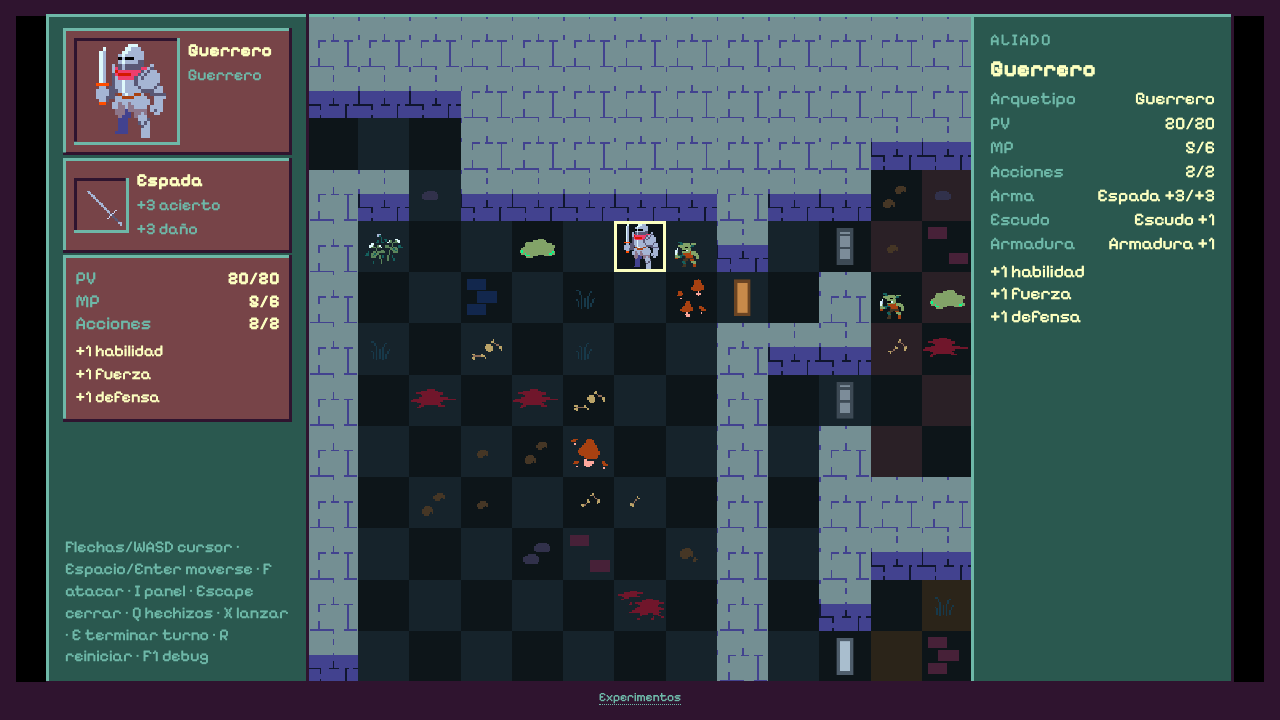 Guerrero
Guerrero
Espada
+3 acierto
+3 daño
PV 20/20
MP 9/6
Acciones 2/2
+1 habilidad
+1 fuerza
+1 defensa
Flechas/WASD cursor ·
Espacio/Enter moverse · F
atacar · I panel · Escape
cerrar · Q hechizos · X lanzar
· E terminar turno · R
reiniciar · F1 debug
ALIADO
Guerrero
Arquetipo Guerrero
PV 20/20
MP 9/6
Acciones 2/2
Arma Espada +3/+3
Escudo Escudo +1
Armadura Armadura +1
+1 habilidad
+1 fuerza
+1 defensa
Experimentos